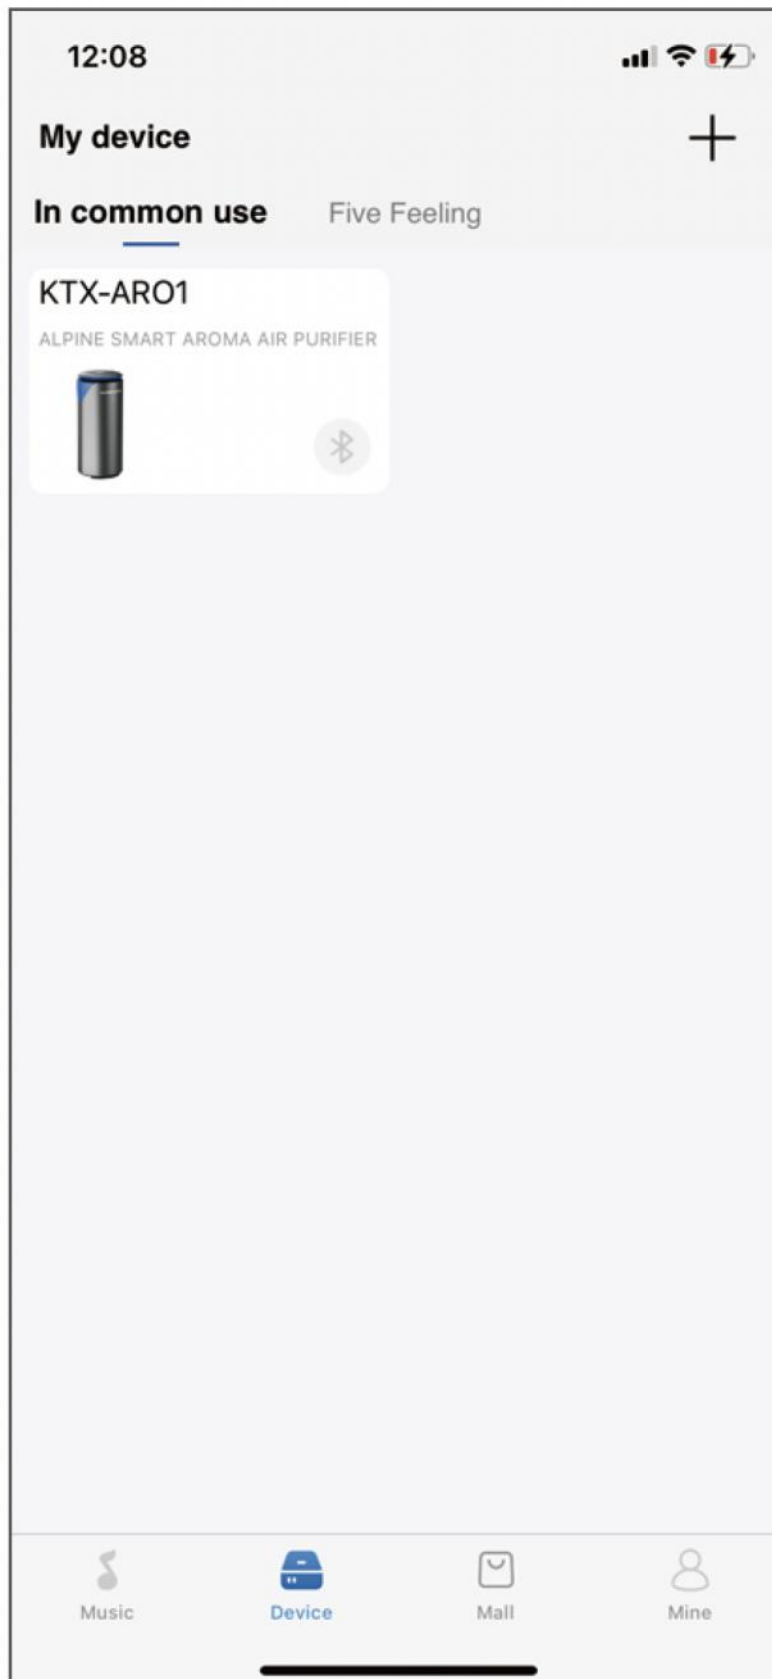 12:08
My device
In common use Five Feeling
KTX-ARO1
ALPINE SMART AROMA AIR PURIFIER
Music Device Mall Mine